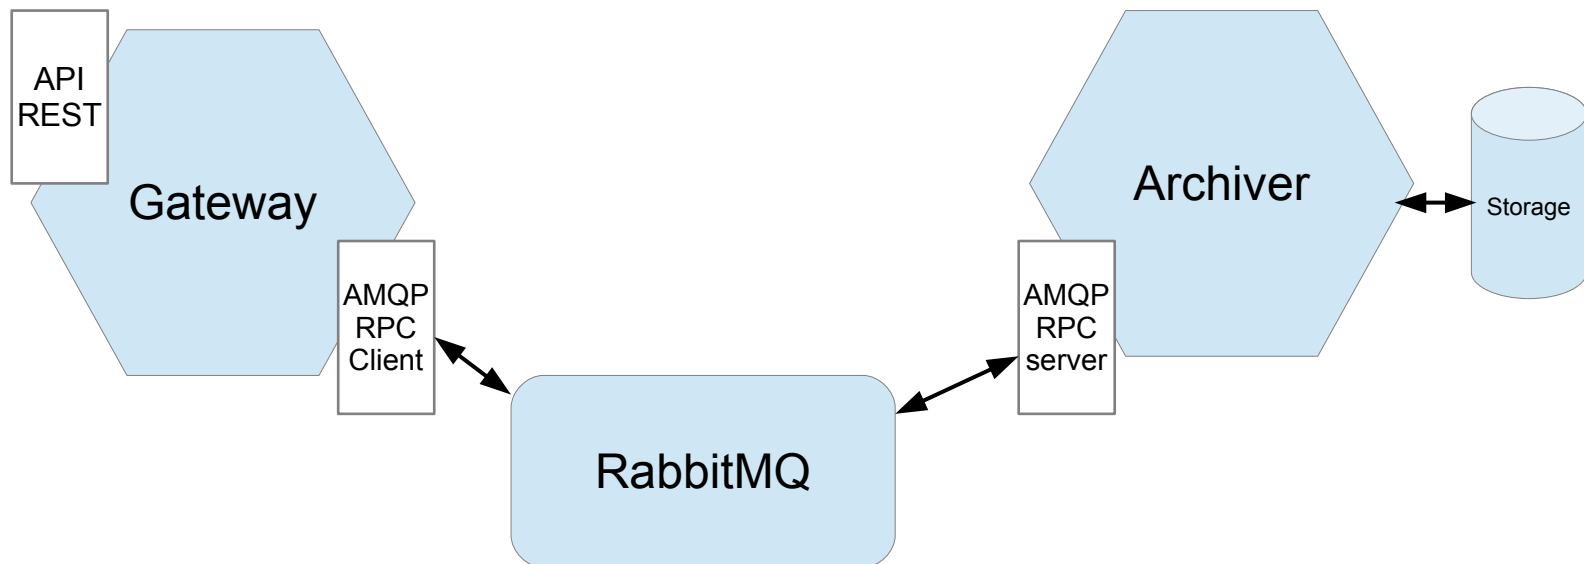 API
REST
Gateway
AMQP
RPC
Client
RabbitMQ
Archiver
AMQP
RPC
server
Storage